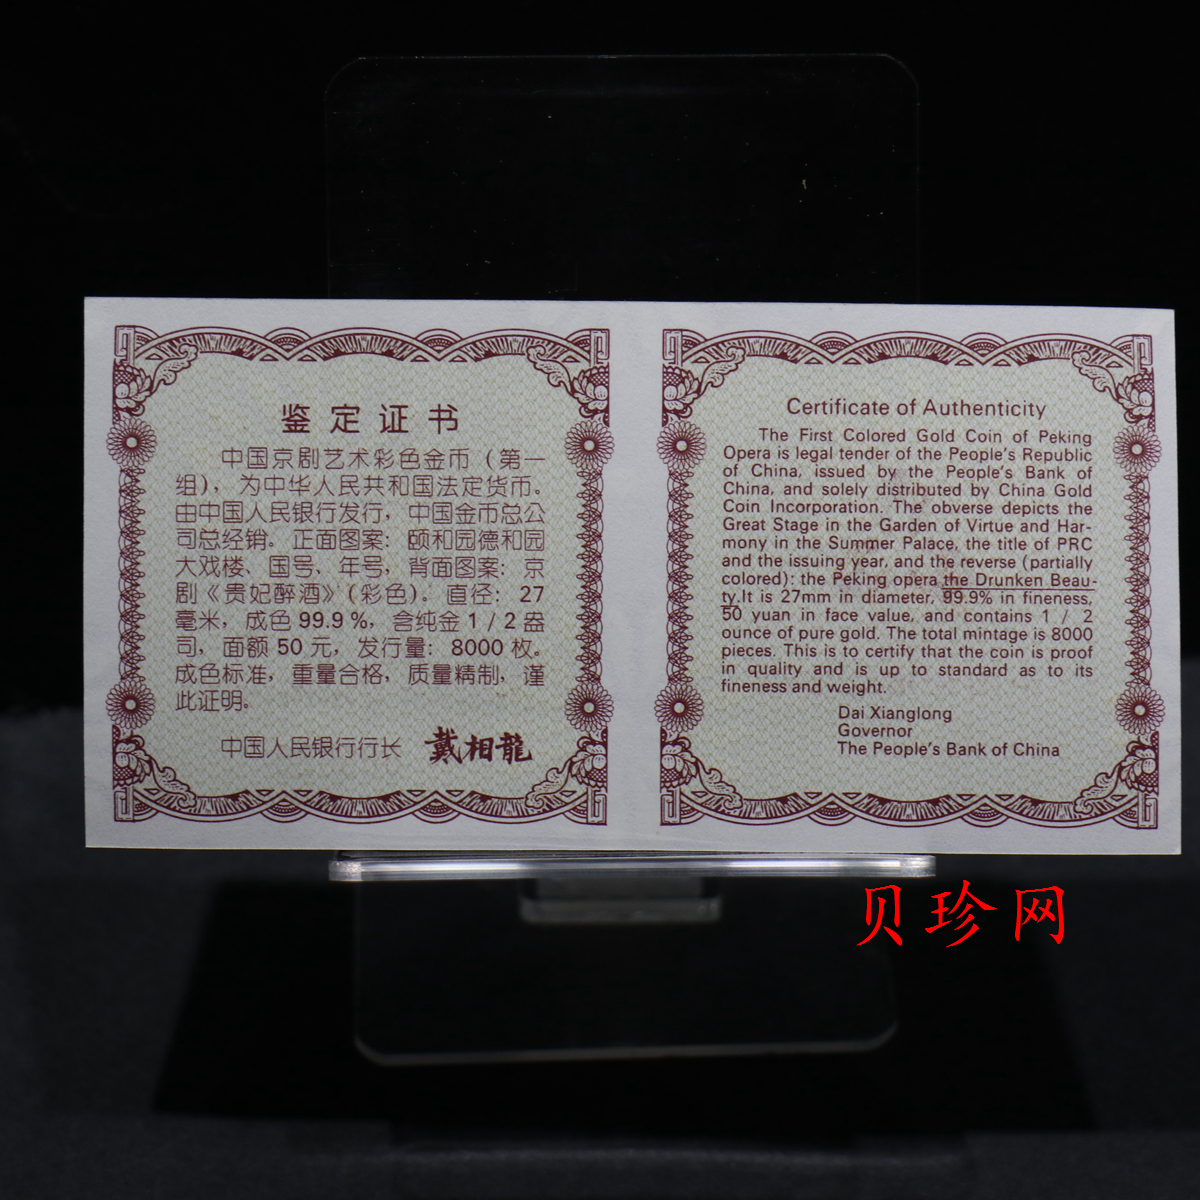 鉴定证书
中国京剧艺术彩色金币（第一
组），为中华人民共和国法定货币。
由中国人民银行发行，中国金币总公
司总经销。正面图案：颐和园德和园
大戏楼、国号、年号，背面图案：京
剧《贵妃醉酒》（彩色）。直径：27
毫米，成色99.9%，含纯金1/2盎
司，面额50元，发行量：8000枚。
成色标准，重量合格，质量精制，谨
此证明。
中国人民银行行长 戴相龍
Certificate of Authenticity
The First Colored Gold Coin of Peking
Opera is legal tender of the People's Republic
of China, issued by the People's Bank of
China, and solely distributed by China Gold
Coin Incorporation. The obverse depicts the
Great Stage in the Garden of Virtue and Har-
mony in the Summer Palace, the title of PRC
and the issuing year, and the reverse (partially
colored): the Peking opera the Drunken Beau-
ty.It is 27mm in diameter, 99.9% in fineness,
50 yuan in face value, and contains 1 / 2
ounce of pure gold. The total mintage is 8000
pieces. This is to certify that the coin is proof
in quality and is up to standard as to its
fineness and weight.
Dai Xianglong
Governor
The People's Bank of China
贝珍网